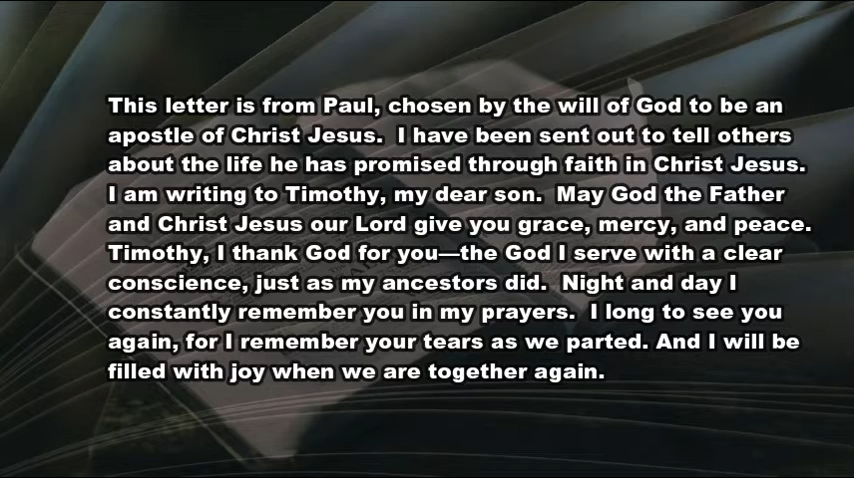 This letter is from Paul, chosen by the will of God to be an
apostle of Christ Jesus.  I have been sent out to tell others
about the life he has promised through faith in Christ Jesus.
I am writing to Timothy, my dear son.  May God the Father
and Christ Jesus our Lord give you grace, mercy, and peace.
Timothy, I thank God for you—the God I serve with a clear
conscience, just as my ancestors did.  Night and day I
constantly remember you in my prayers.  I long to see you
again, for I remember your tears as we parted. And I will be
filled with joy when we are together again.